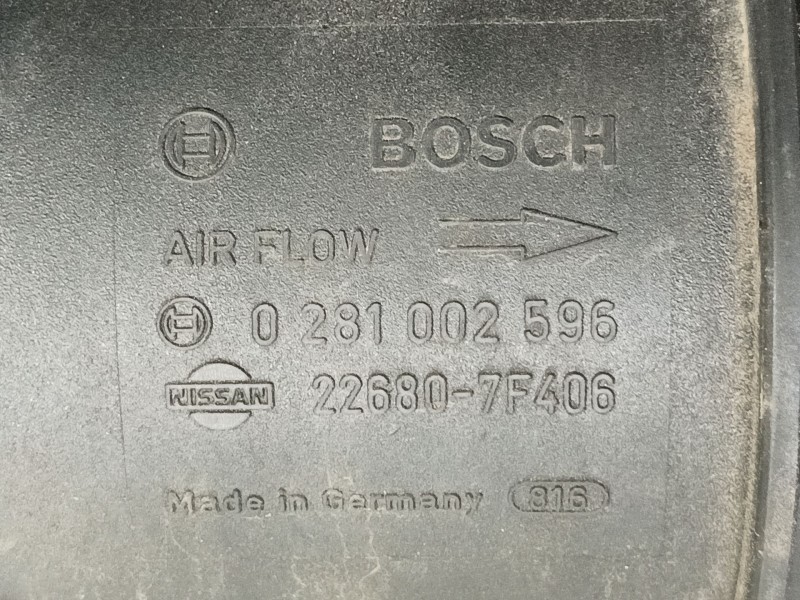 BOSCH
AIR FLOW
0 281 002 596
NISSAN 22680-7F406
Made in Germany 816